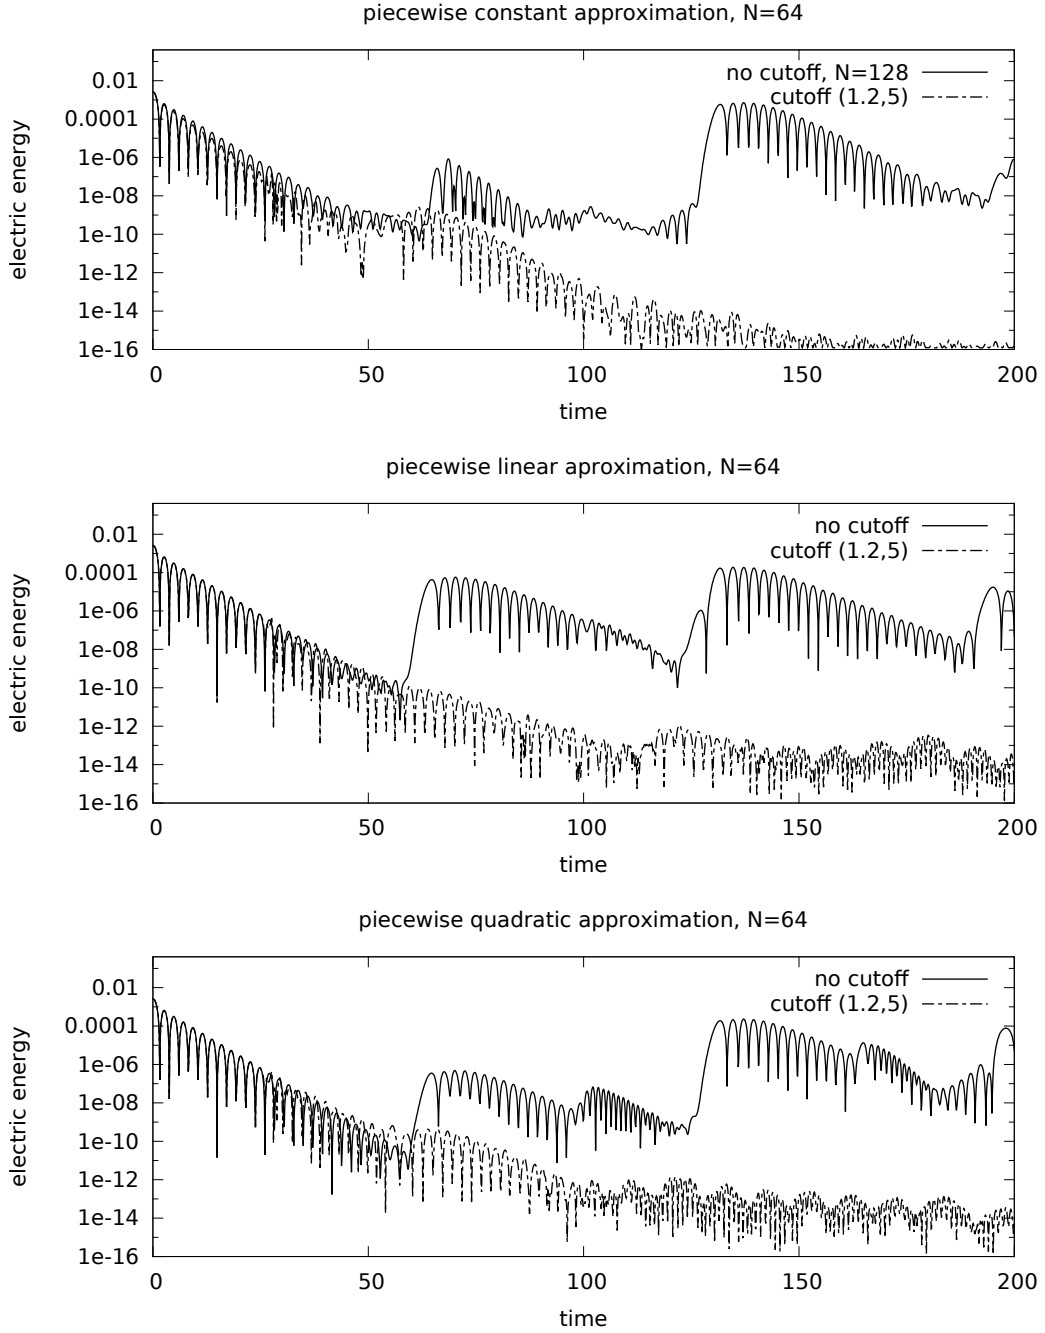 piecewise constant approximation, N=64
no cutoff, N=128
cutoff (1.2,5)
electric energy
0.01
0.0001
1e-06
1e-08
1e-10
1e-12
1e-14
1e-16
0 50 100 150 200
time
piecewise linear aproximation, N=64
no cutoff
cutoff (1.2,5)
electric energy
0.01
0.0001
1e-06
1e-08
1e-10
1e-12
1e-14
1e-16
0 50 100 150 200
time
piecewise quadratic approximation, N=64
no cutoff
cutoff (1.2,5)
electric energy
0.01
0.0001
1e-06
1e-08
1e-10
1e-12
1e-14
1e-16
0 50 100 150 200
time